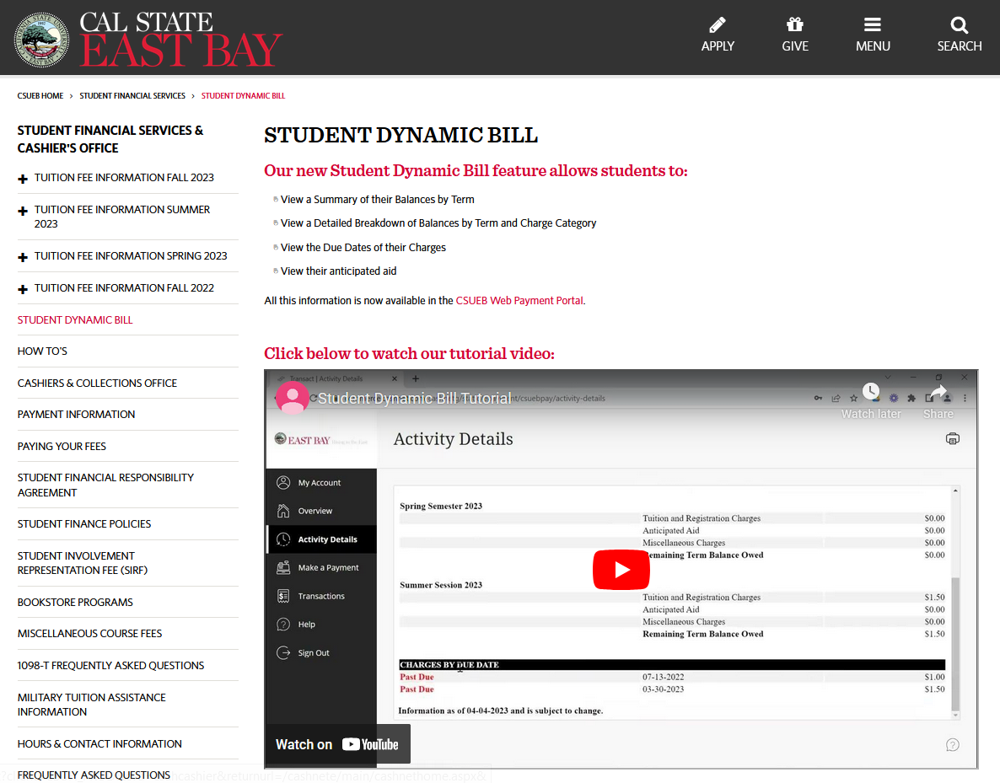 CAL STATE
EAST BAY
APPLY
GIVE
MENU
SEARCH
CSUEB HOME › STUDENT FINANCIAL SERVICES › STUDENT DYNAMIC BILL
STUDENT FINANCIAL SERVICES &
CASHIER'S OFFICE
TUITION FEE INFORMATION FALL 2023
TUITION FEE INFORMATION SUMMER
2023
TUITION FEE INFORMATION SPRING 2023
TUITION FEE INFORMATION FALL 2022
STUDENT DYNAMIC BILL
HOW TO'S
CASHIERS & COLLECTIONS OFFICE
PAYMENT INFORMATION
PAYING YOUR FEES
STUDENT FINANCIAL RESPONSIBILITY
AGREEMENT
STUDENT FINANCE POLICIES
STUDENT INVOLVEMENT
REPRESENTATION FEE (SIRF)
BOOKSTORE PROGRAMS
MISCELLANEOUS COURSE FEES
1098-T FREQUENTLY ASKED QUESTIONS
MILITARY TUITION ASSISTANCE
INFORMATION
HOURS & CONTACT INFORMATION
FREQUENTLY ASKED QUESTIONS
STUDENT DYNAMIC BILL
Our new Student Dynamic Bill feature allows students to:
View a Summary of their Balances by Term
View a Detailed Breakdown of Balances by Term and Charge Category
View the Due Dates of their Charges
View their anticipated aid
All this information is now available in the CSUEB Web Payment Portal.
Click below to watch our tutorial video:
Transact | Activity Details
Student Dynamic Bill Tutorial
csuebpay/activity-details
Watch later
Share
EAST BAY
Activity Details
My Account
Overview
Activity Details
Make a Payment
Transactions
Help
Sign Out
Spring Semester 2023
Tuition and Registration Charges $0.00
Anticipated Aid $0.00
Miscellaneous Charges $0.00
emaining Term Balance Owed $0.00
Summer Session 2023
Tuition and Registration Charges $1.50
Anticipated Aid $0.00
Miscellaneous Charges $0.00
Remaining Term Balance Owed $1.50
CHARGES BY DUE DATE
Past Due 07-13-2022 $1.00
Past Due 03-30-2023 $1.50
Information as of 04-04-2023 and is subject to change.
Watch on YouTube